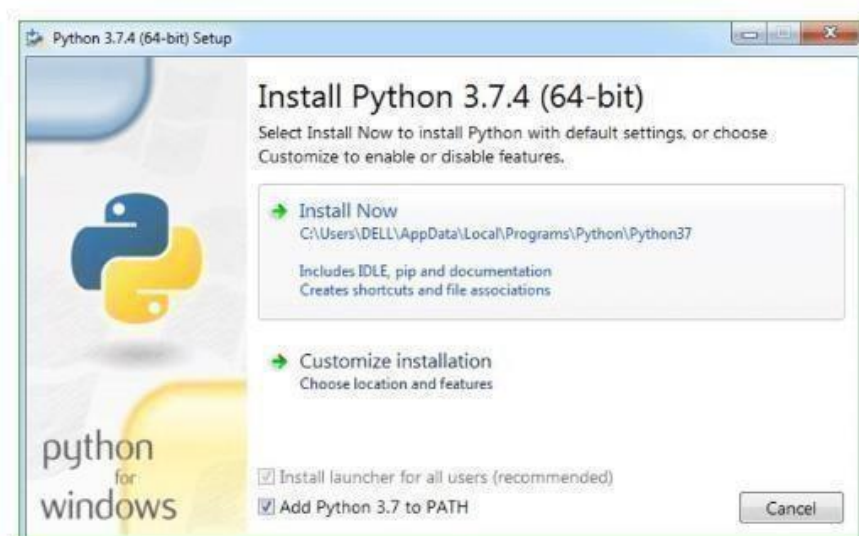 Python 3.7.4 (64-bit) Setup
Install Python 3.7.4 (64-bit)
Select Install Now to install Python with default settings, or choose
Customize to enable or disable features.
Install Now
C:\Users\DELL\AppData\Local\Programs\Python\Python37
Includes IDLE, pip and documentation
Creates shortcuts and file associations
Customize installation
Choose location and features
python
for
windows
Install launcher for all users (recommended)
Add Python 3.7 to PATH
Cancel